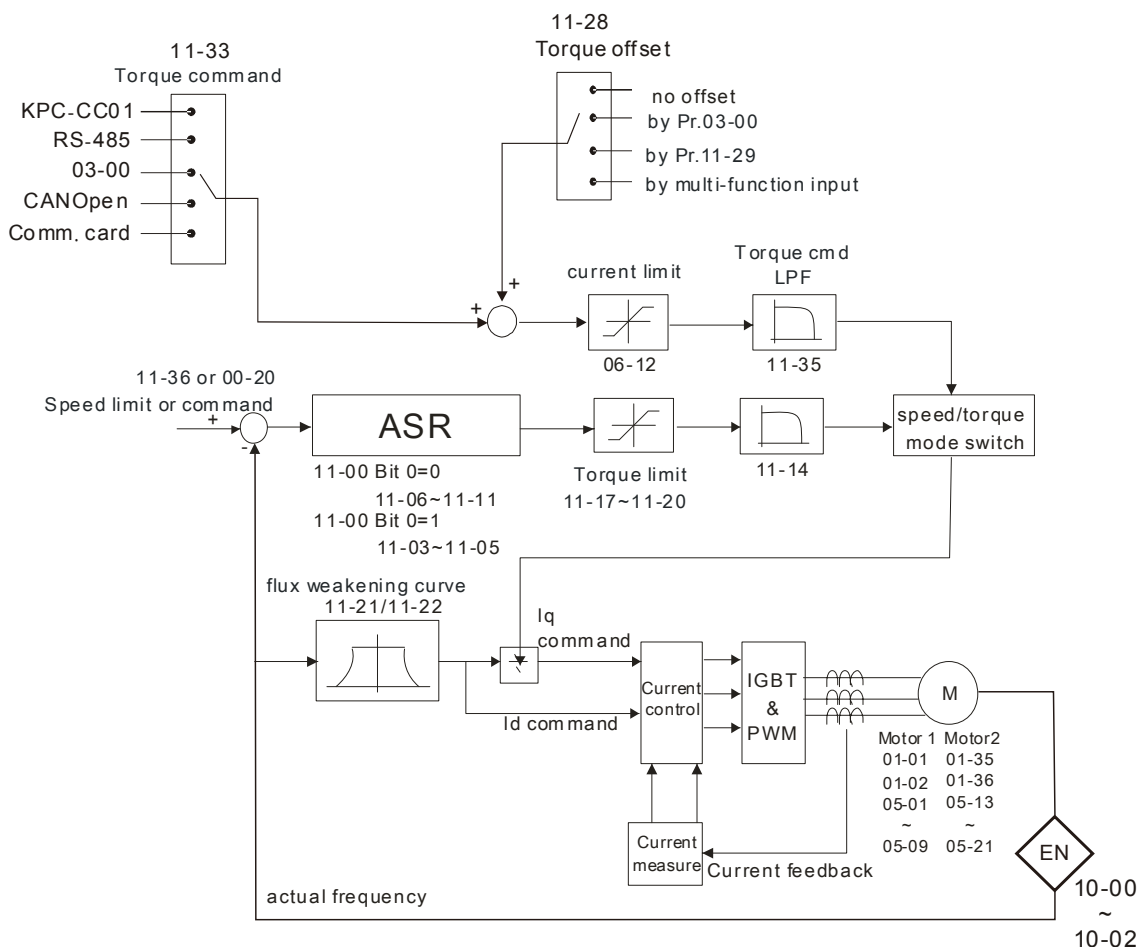 11-28
Torque offset
11-33
Torque command
KPC-CC01
RS-485
03-00
CANOpen
Comm. card
no offset
by Pr.03-00
by Pr.11-29
by multi-function input
+
+
current limit
06-12
Torque cmd
LPF
11-35
11-36 or 00-20
Speed limit or command
+
-
ASR
11-00 Bit 0=0
11-06~11-11
11-00 Bit 0=1
11-03~11-05
Torque limit
11-17~11-20
11-14
speed/torque
mode switch
flux weakening curve
11-21/11-22
Iq
command
Id command
Current
control
IGBT
&
PWM
M
Motor 1
01-01
01-02
05-01
~
05-09
Motor2
01-35
01-36
05-13
~
05-21
Current
measure
Current feedback
EN
10-00
~
10-02
actual frequency